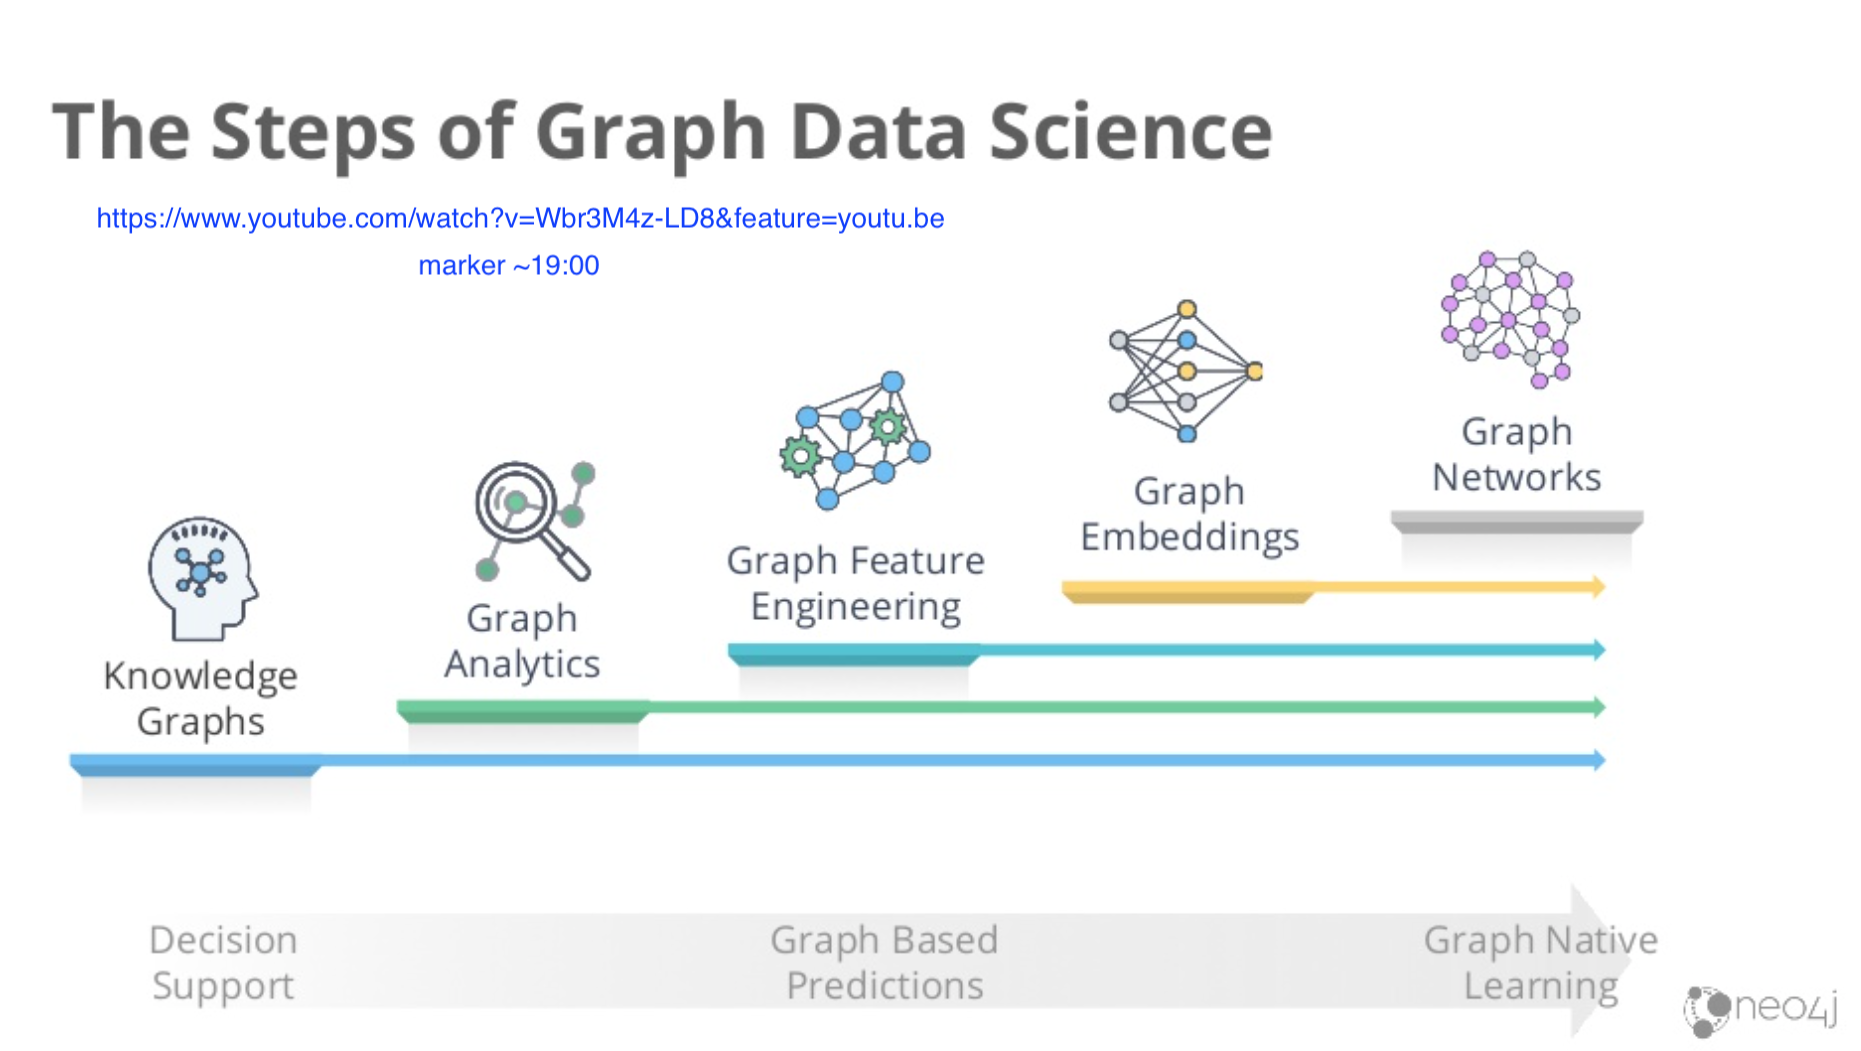 The Steps of Graph Data Science
https://www.youtube.com/watch?v=Wbr3M4z-LD8&feature=youtu.be
marker ~19:00
Knowledge
Graphs
Graph
Analytics
Graph Feature
Engineering
Graph
Embeddings
Graph
Networks
Decision
Support
Graph Based
Predictions
Graph Native
Learning
neo4j